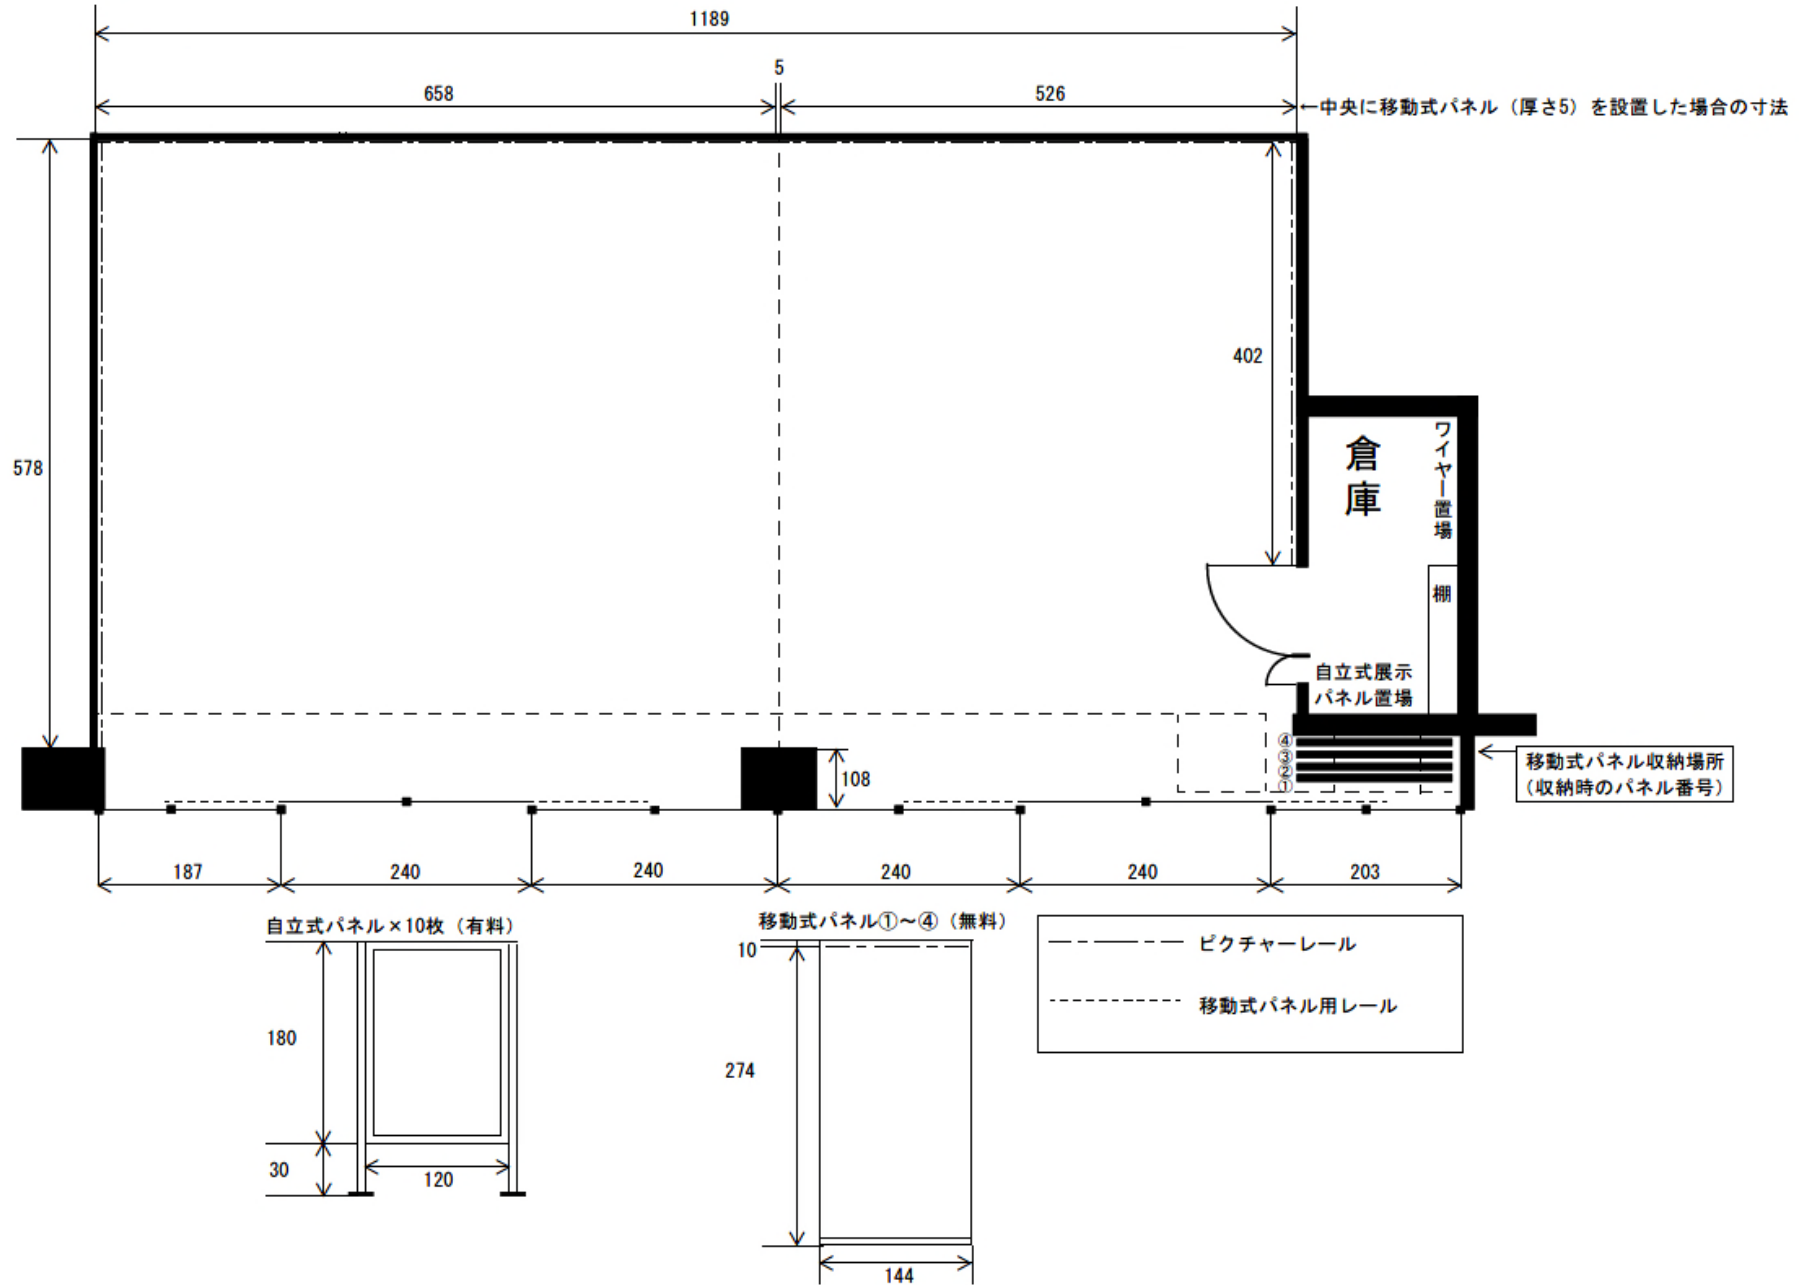 1189
5
658
526
←中央に移動式パネル（厚さ5）を設置した場合の寸法
402
578
倉庫
ワイヤー置場
棚
自立式展示
パネル置場
④
③
②
①
移動式パネル収納場所
（収納時のパネル番号）
108
187
240
240
240
240
203
自立式パネル×10枚（有料）
180
30
120
移動式パネル①～④（無料）
10
274
144
ピクチャーレール
移動式パネル用レール